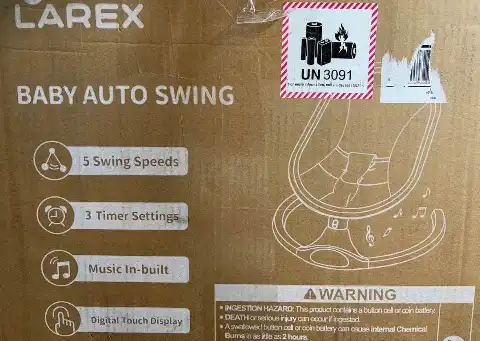 LAREX
UN 3091
BABY AUTO SWING
5 Swing Speeds
3 Timer Settings
Music In-built
Digital Touch Display
WARNING
• INGESTION HAZARD: This product contains a button cell or coin battery.
• DEATH or serious injury can occur if ingested.
• A swallowed button cell or coin battery can cause Internal Chemical
Burns in as little as 2 hours.